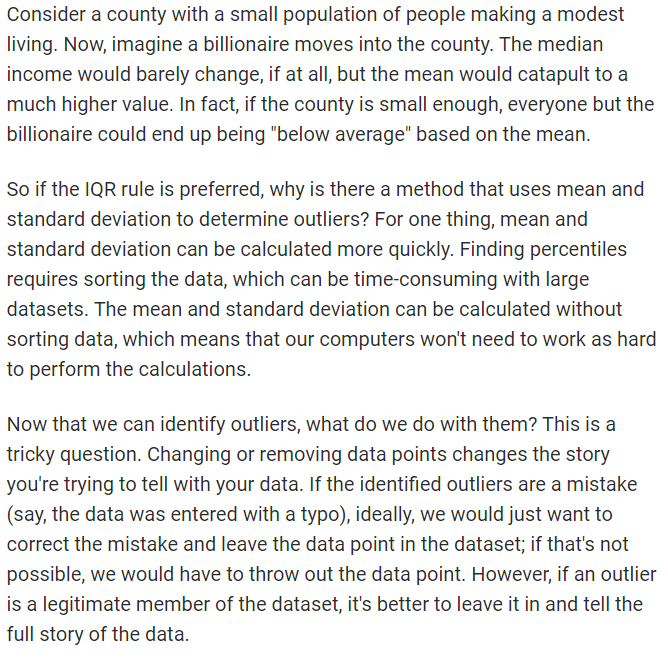 Consider a county with a small population of people making a modest
living. Now, imagine a billionaire moves into the county. The median
income would barely change, if at all, but the mean would catapult to a
much higher value. In fact, if the county is small enough, everyone but the
billionaire could end up being "below average" based on the mean.
So if the IQR rule is preferred, why is there a method that uses mean and
standard deviation to determine outliers? For one thing, mean and
standard deviation can be calculated more quickly. Finding percentiles
requires sorting the data, which can be time-consuming with large
datasets. The mean and standard deviation can be calculated without
sorting data, which means that our computers won't need to work as hard
to perform the calculations.
Now that we can identify outliers, what do we do with them? This is a
tricky question. Changing or removing data points changes the story
you're trying to tell with your data. If the identified outliers are a mistake
(say, the data was entered with a typo), ideally, we would just want to
correct the mistake and leave the data point in the dataset; if that's not
possible, we would have to throw out the data point. However, if an outlier
is a legitimate member of the dataset, it's better to leave it in and tell the
full story of the data.